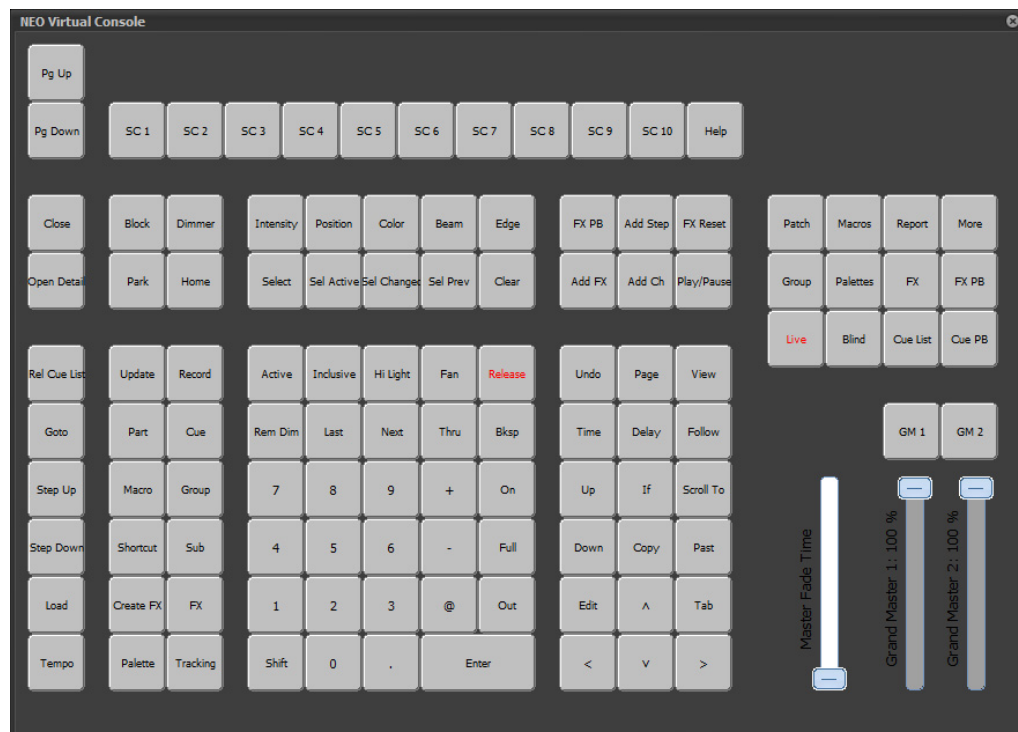 NEO Virtual Console
Pg Up
Pg Down SC 1 SC 2 SC 3 SC 4 SC 5 SC 6 SC 7 SC 8 SC 9 SC 10 Help
Close Block Dimmer Intensity Position Color Beam Edge FX PB Add Step FX Reset Patch Macros Report More
Open Detail Park Home Select Sel Active Sel Changed Sel Prev Clear Add FX Add Ch Play/Pause Group Palettes FX FX PB
Live Blind Cue List Cue PB
Rel Cue List Update Record Active Inclusive Hi Light Fan Release Undo Page View
Goto Part Cue Rem Dim Last Next Thru Bksp Time Delay Follow GM 1 GM 2
Step Up Macro Group 7 8 9 + On Up If Scroll To
Step Down Shortcut Sub 4 5 6 - Full Down Copy Past
Load Create FX FX 1 2 3 @ Out Edit ʌ Tab
Tempo Palette Tracking Shift 0 . Enter < v >
Master Fade Time
Grand Master 1: 100 %
Grand Master 2: 100 %